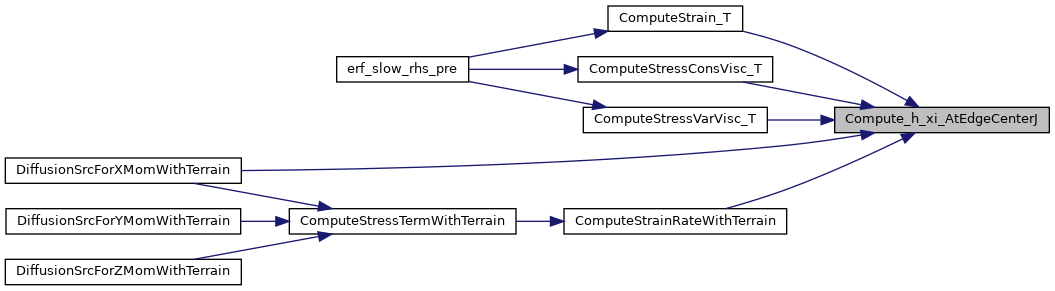 ComputeStrain_T
erf_slow_rhs_pre
ComputeStressConsVisc_T
ComputeStressVarVisc_T
Compute_h_xi_AtEdgeCenterJ
DiffusionSrcForXMomWithTerrain
DiffusionSrcForYMomWithTerrain
ComputeStressTermWithTerrain
ComputeStrainRateWithTerrain
DiffusionSrcForZMomWithTerrain